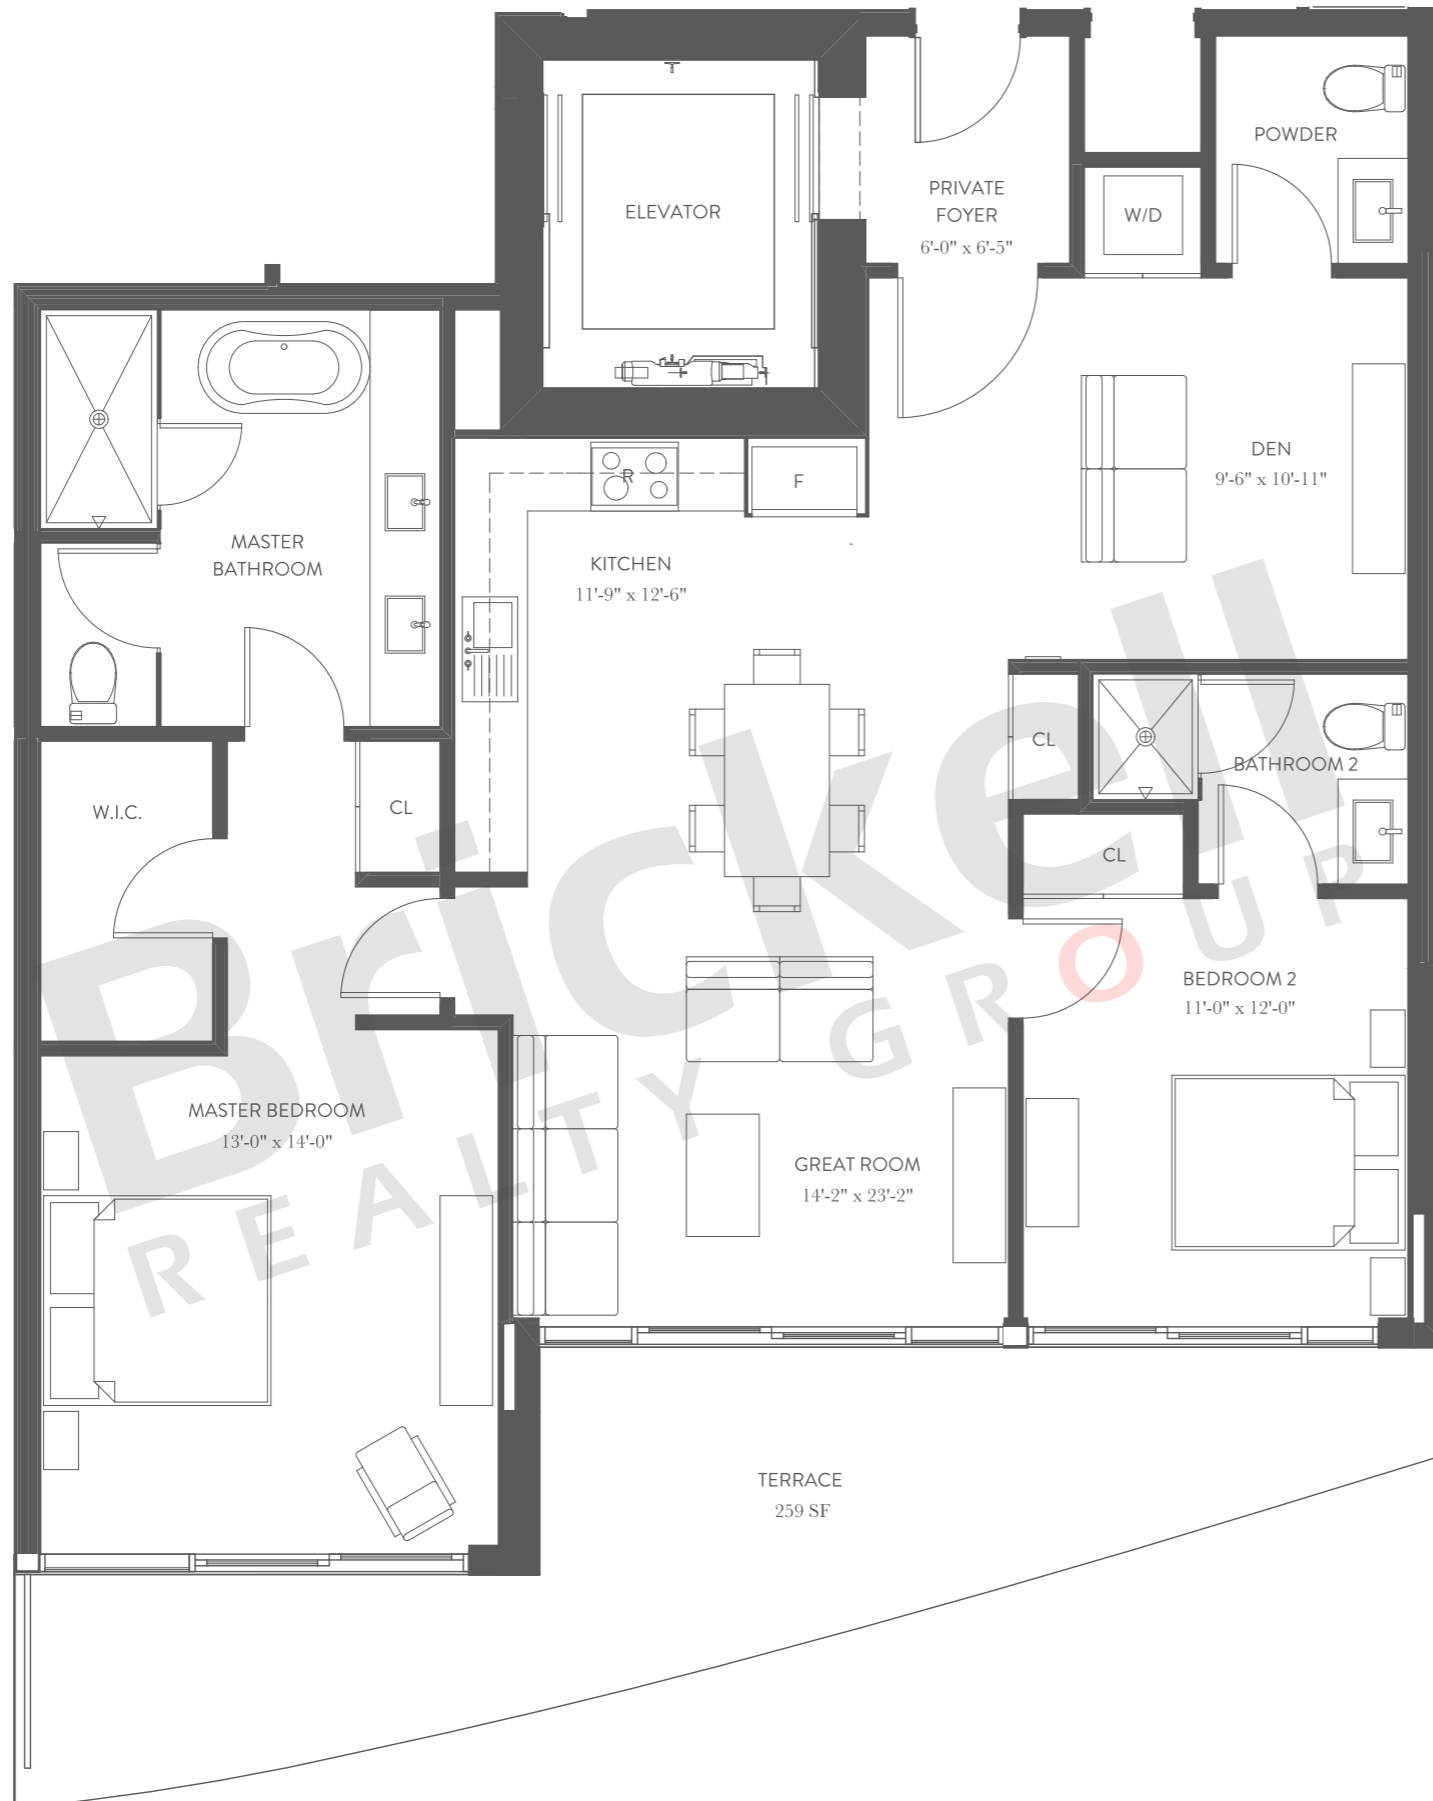 POWDER
PRIVATE
FOYER
6'-0" x 6'-5"
ELEVATOR
W/D
DEN
9'-6" x 10'-11"
R
F
MASTER
BATHROOM
KITCHEN
11'-9" x 12'-6"
CL
BATHROOM 2
W.I.C.
CL
CL
BEDROOM 2
11'-0" x 12'-0"
MASTER BEDROOM
13'-0" x 14'-0"
GREAT ROOM
14'-2" x 23'-2"
Brickell
REALTY GROUP
TERRACE
259 SF